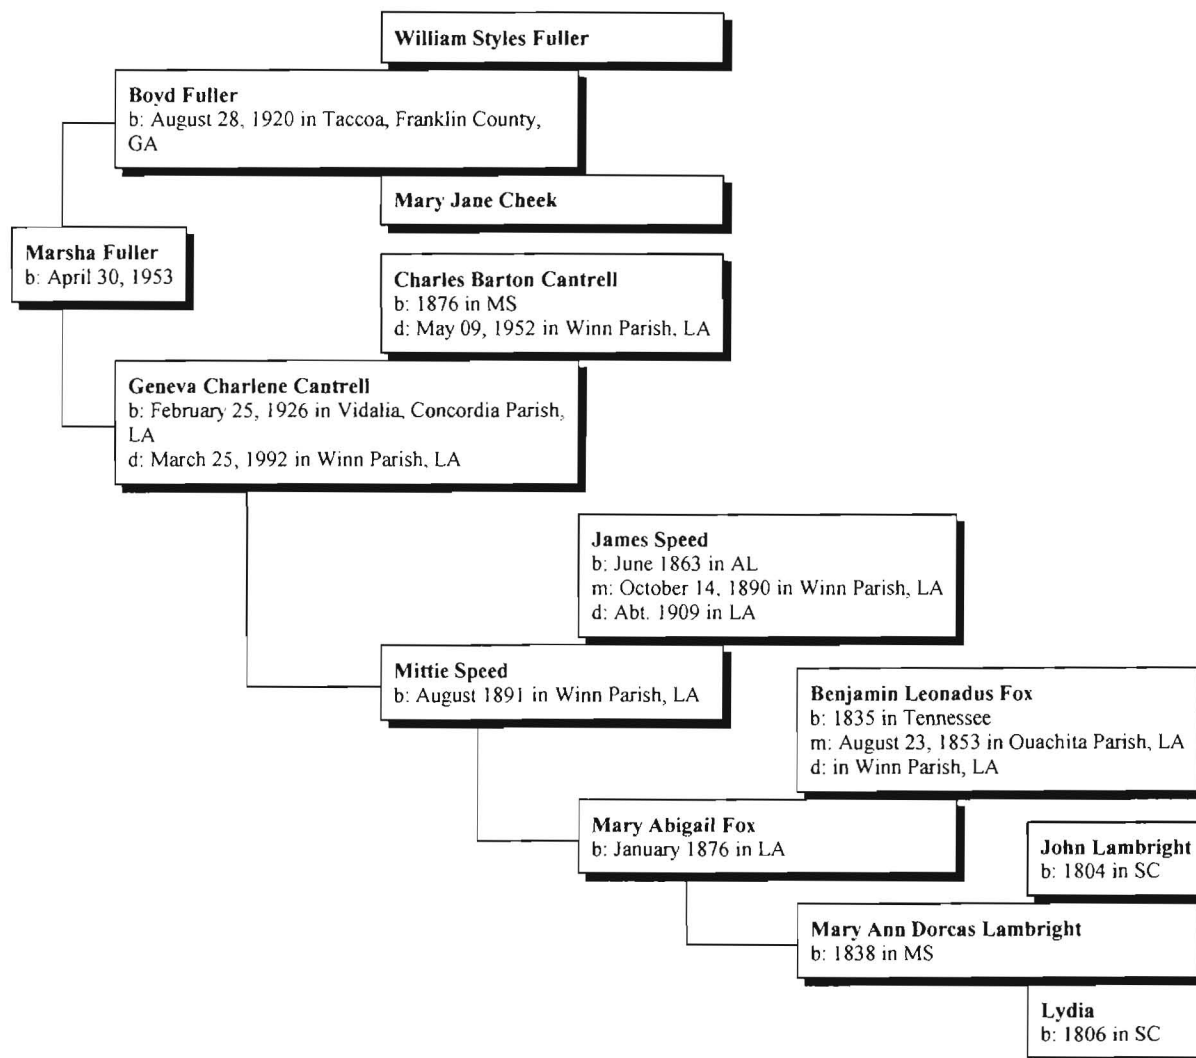 William Styles Fuller
Boyd Fuller
b: August 28, 1920 in Taccoa, Franklin County,
GA
Mary Jane Cheek
Marsha Fuller
b: April 30, 1953
Charles Barton Cantrell
b: 1876 in MS
d: May 09, 1952 in Winn Parish, LA
Geneva Charlene Cantrell
b: February 25, 1926 in Vidalia, Concordia Parish,
LA
d: March 25, 1992 in Winn Parish, LA
James Speed
b: June 1863 in AL
m: October 14, 1890 in Winn Parish, LA
d: Abt. 1909 in LA
Mittie Speed
b: August 1891 in Winn Parish, LA
Benjamin Leonadus Fox
b: 1835 in Tennessee
m: August 23, 1853 in Ouachita Parish, LA
d: in Winn Parish, LA
Mary Abigail Fox
b: January 1876 in LA
John Lambright
b: 1804 in SC
Mary Ann Dorcas Lambright
b: 1838 in MS
Lydia
b: 1806 in SC